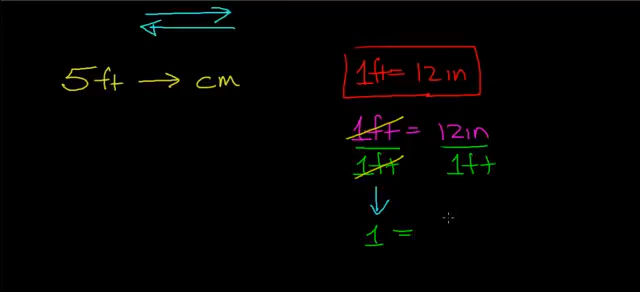 5ft → cm
1ft = 12in
1ft = 12in
1ft 1ft
1 =